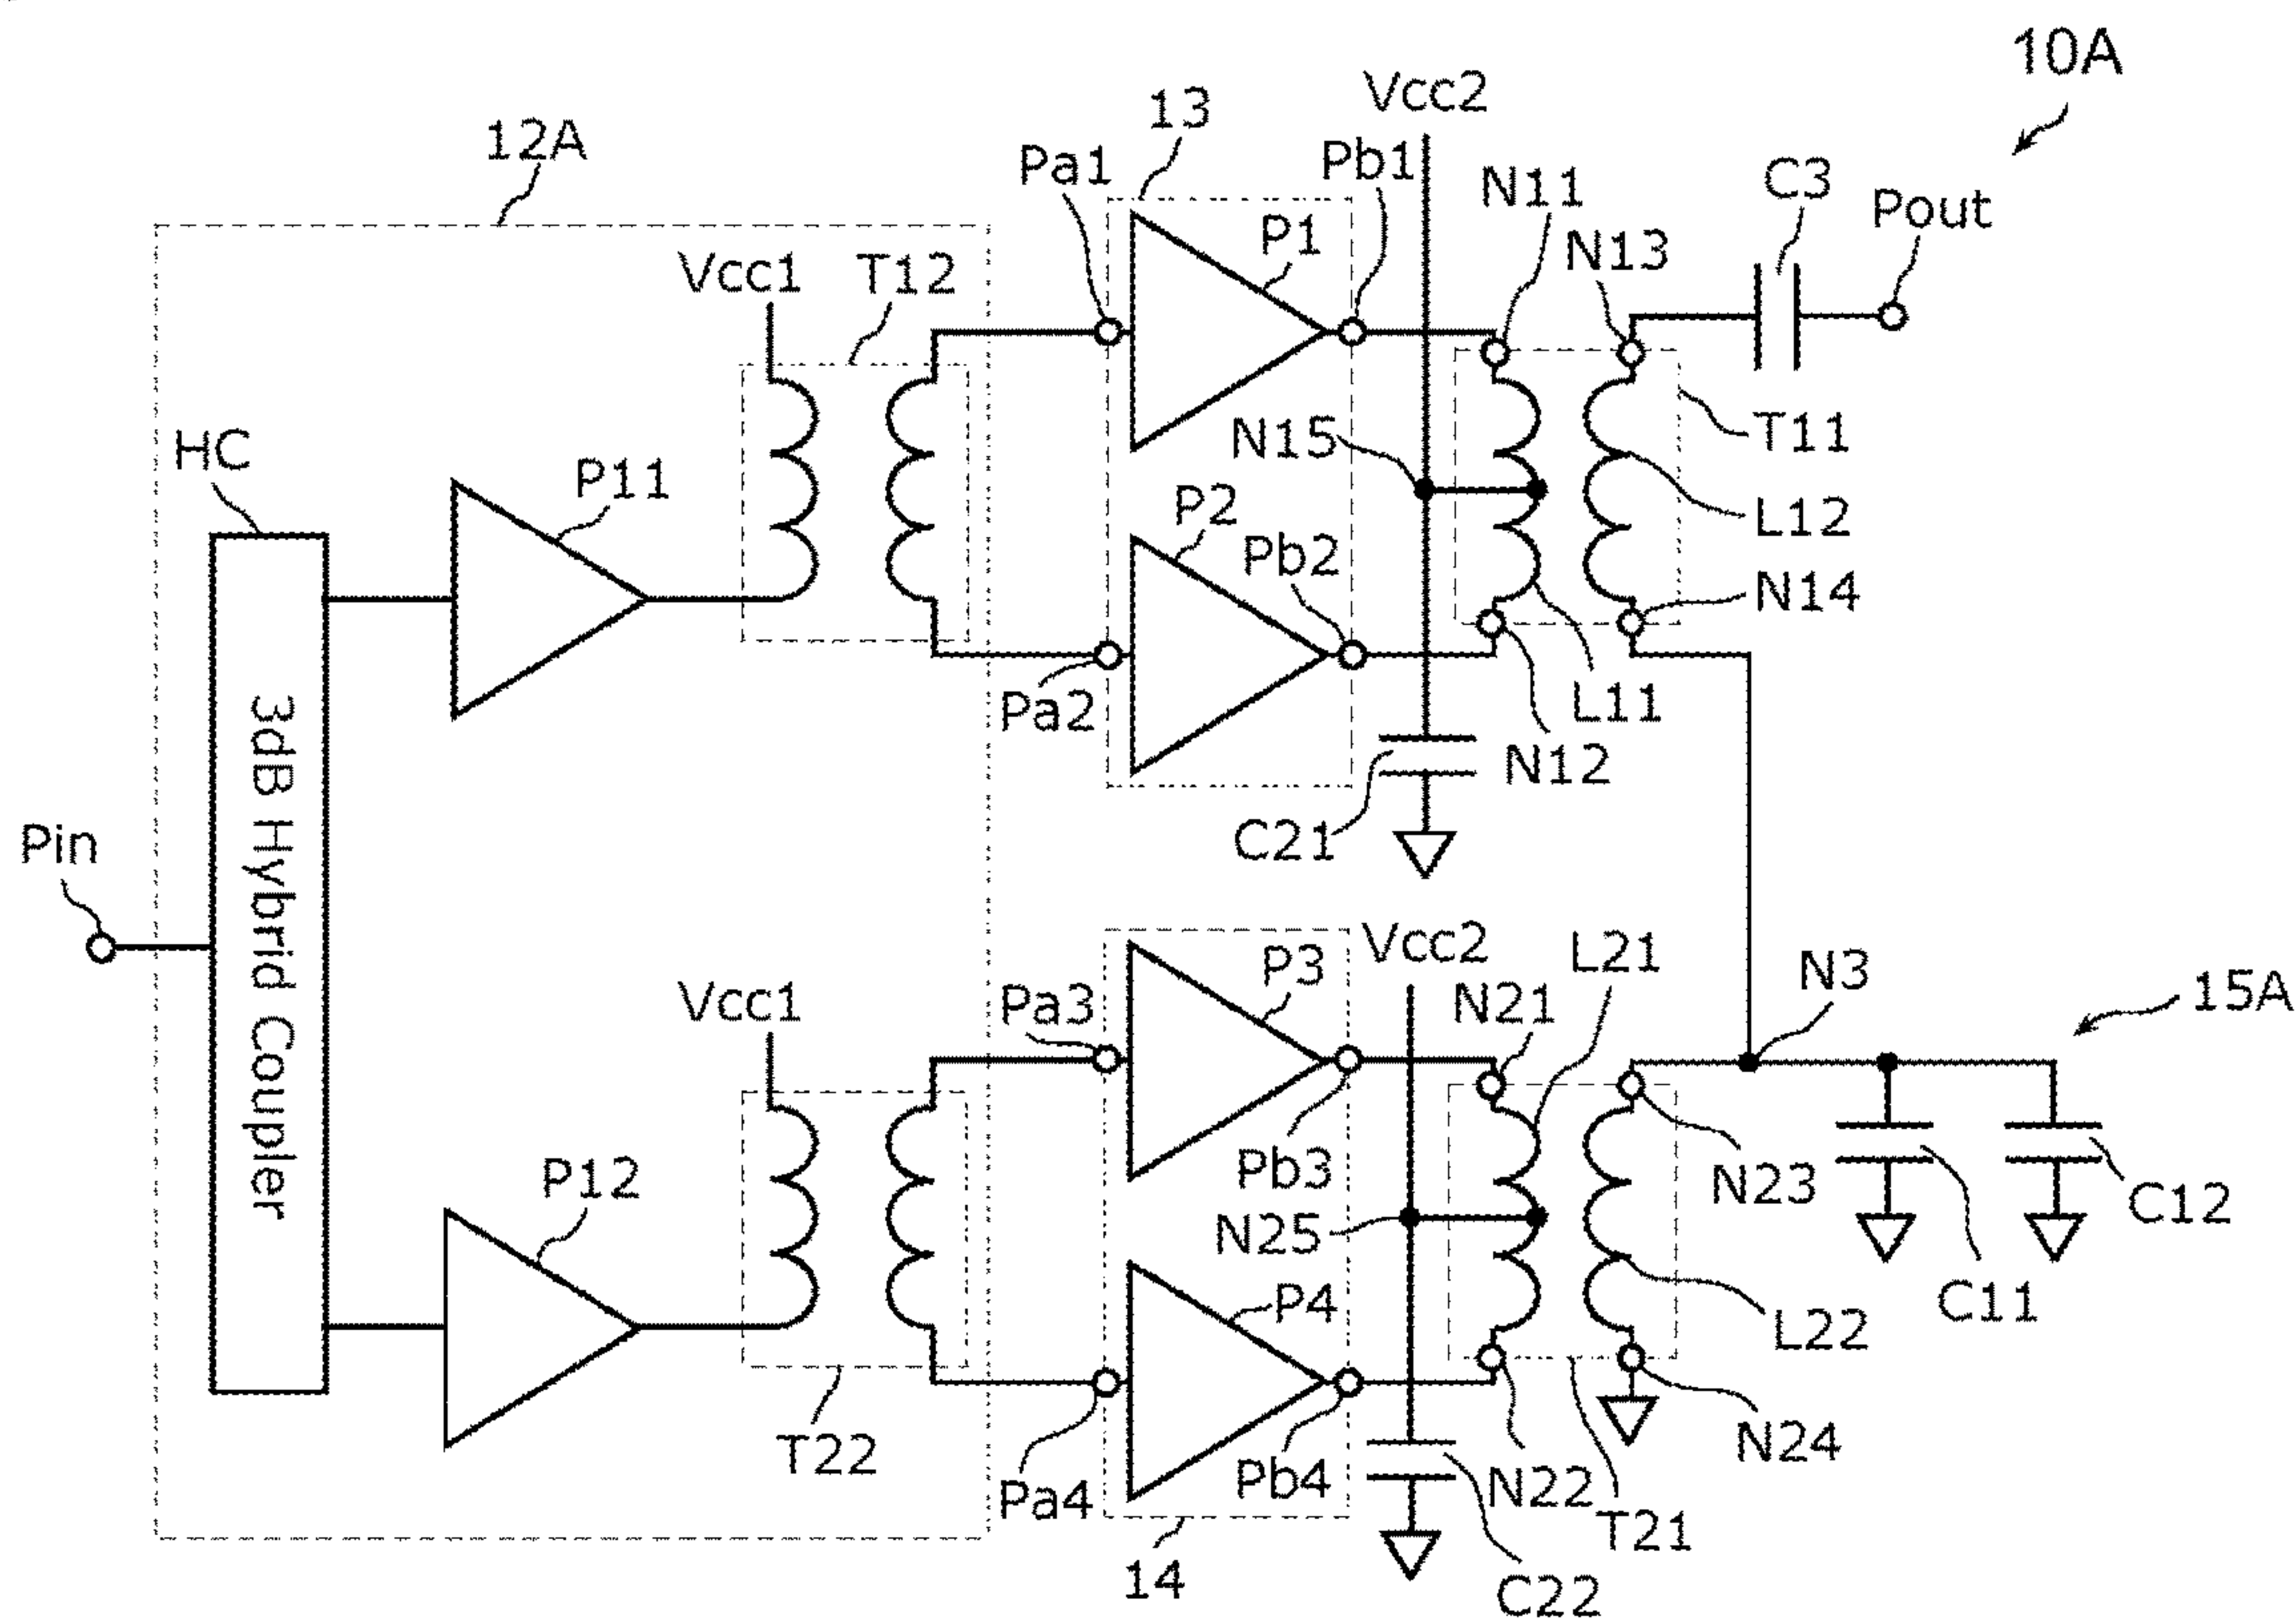 10A
Vcc2
13
12A
Pa1
Pb1
N11
C3
Pout
P1
N13
Vcc1
T12
HC
N15
T11
P11
P2
L12
Pb2
N14
Pa2
L11
N12
C21
Pin
3dB Hybrid Coupler
Vcc2
L21
P3
N3
15A
Vcc1
Pa3
N21
Pb3
N23
C12
P12
N25
P4
C11
L22
T22
Pa4
Pb4
N22
N24
T21
14
C22